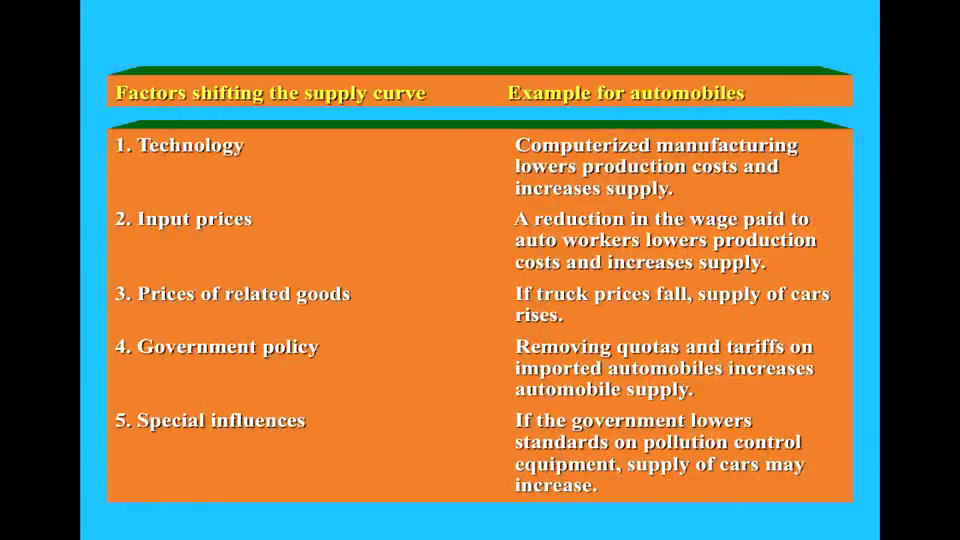 Factors shifting the supply curve Example for automobiles
1. Technology Computerized manufacturing
lowers production costs and
increases supply.
2. Input prices A reduction in the wage paid to
auto workers lowers production
costs and increases supply.
3. Prices of related goods If truck prices fall, supply of cars
rises.
4. Government policy Removing quotas and tariffs on
imported automobiles increases
automobile supply.
5. Special influences If the government lowers
standards on pollution control
equipment, supply of cars may
increase.